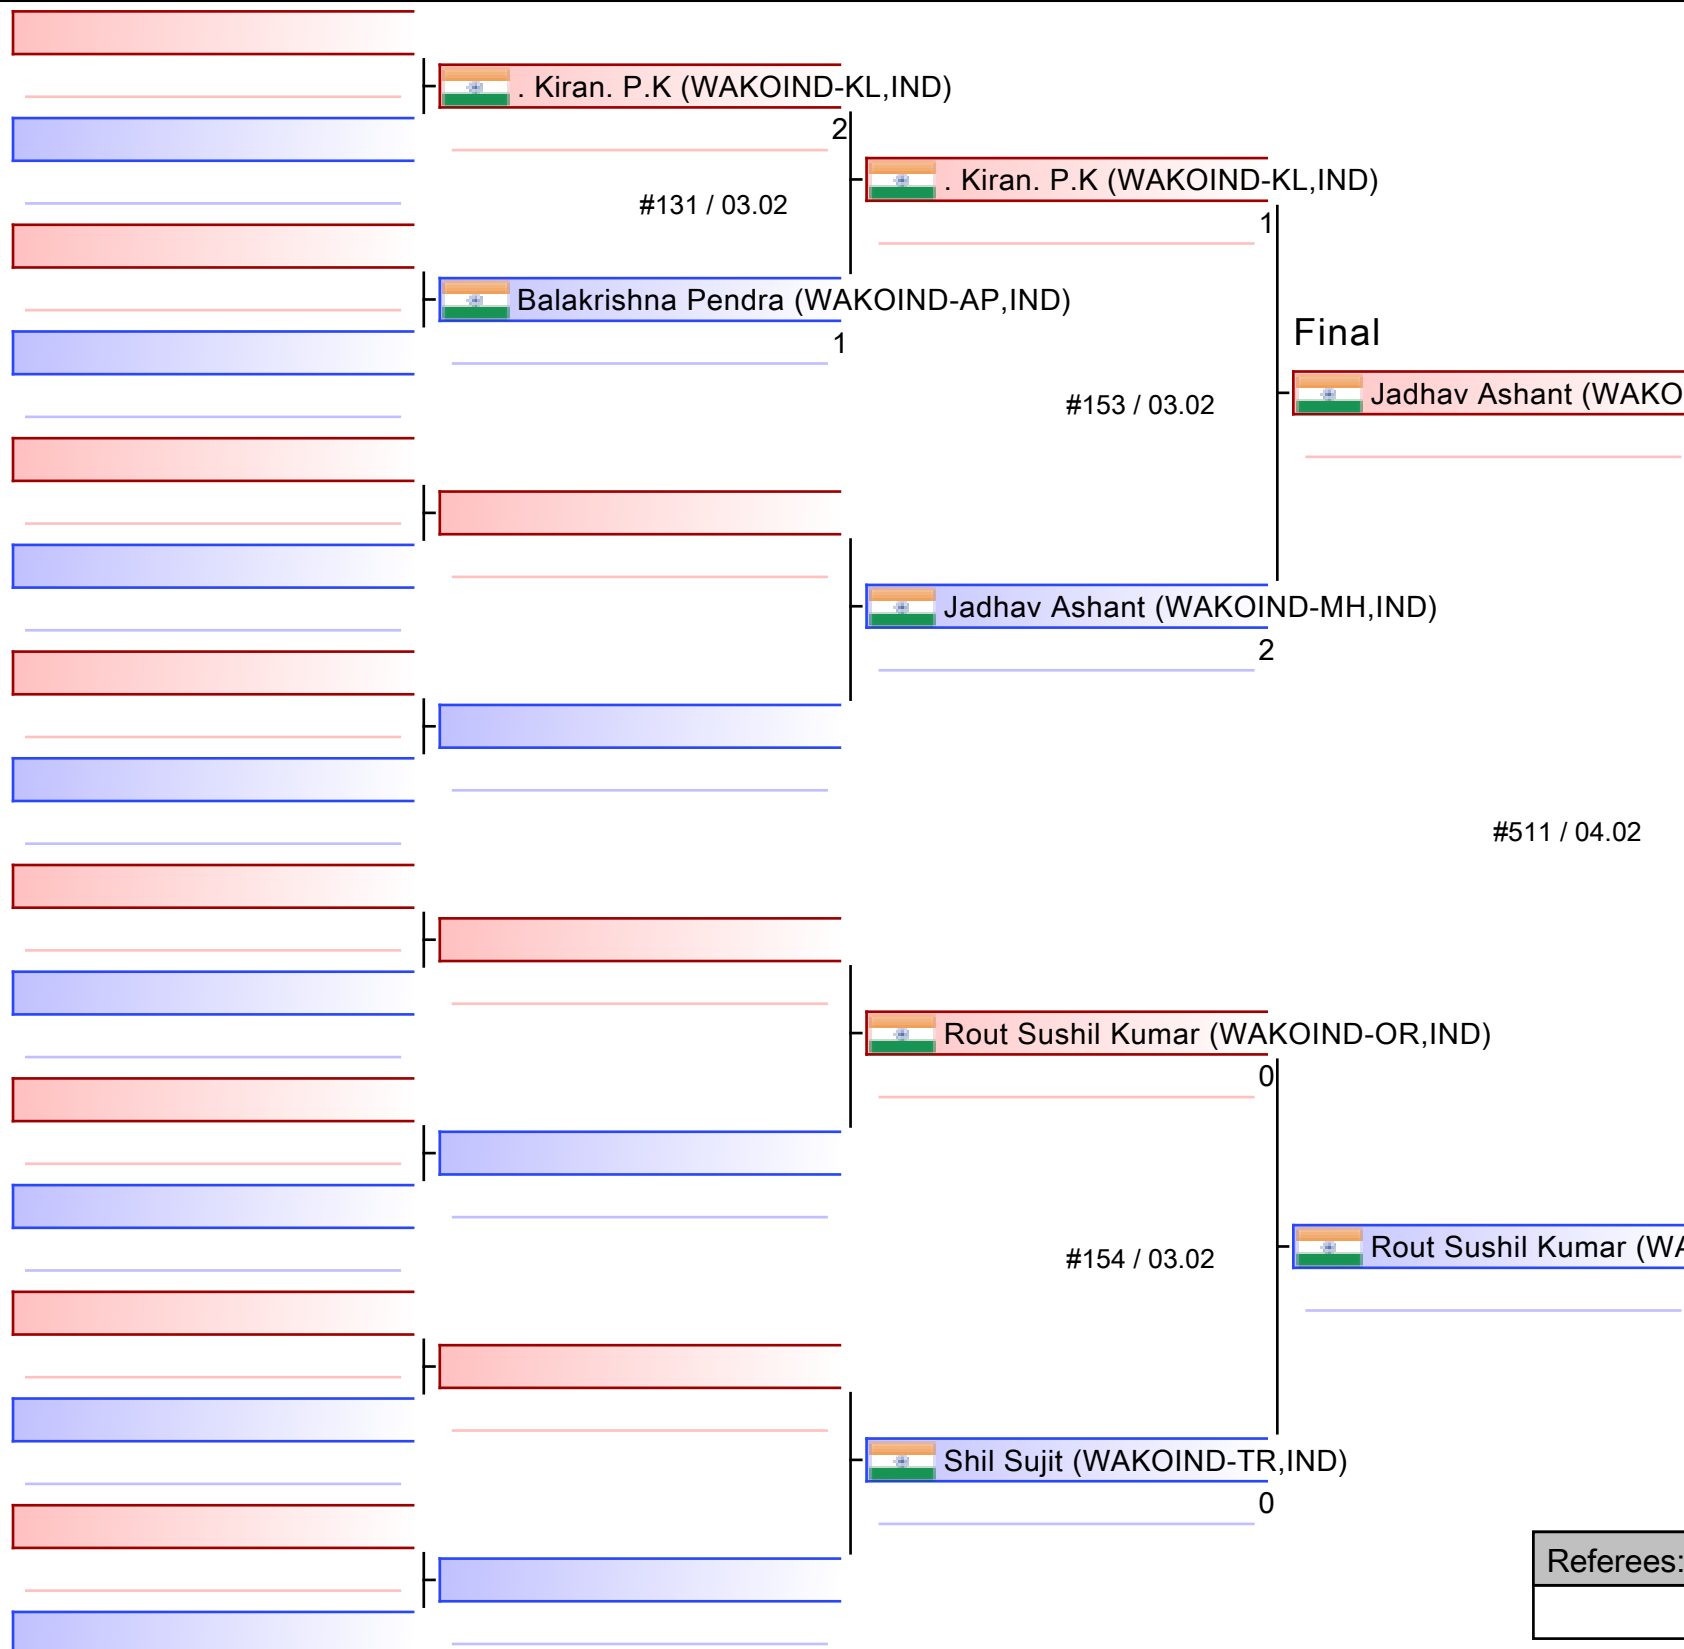 . Kiran. P.K (WAKOIND-KL,IND)
2
. Kiran. P.K (WAKOIND-KL,IND)
1
#131 / 03.02
Balakrishna Pendra (WAKOIND-AP,IND)
1
Final
Jadhav Ashant (WAKO
#153 / 03.02
Jadhav Ashant (WAKOIND-MH,IND)
2
#511 / 04.02
Rout Sushil Kumar (WAKOIND-OR,IND)
0
#154 / 03.02
Rout Sushil Kumar (WA
Shil Sujit (WAKOIND-TR,IND)
0
Referees: